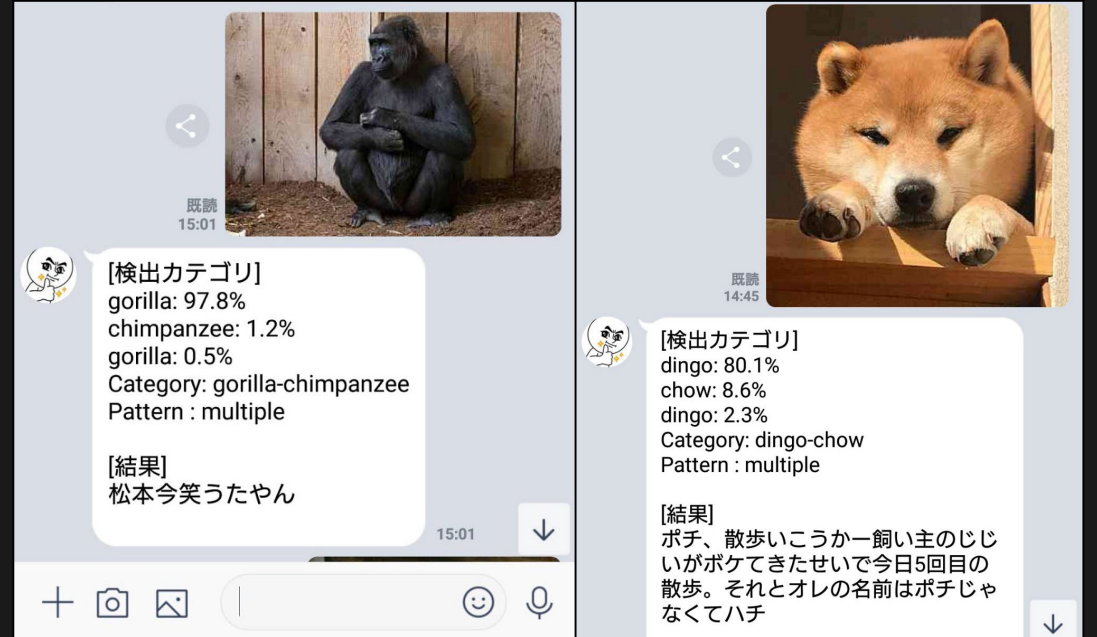 既読
15:01
[検出カテゴリ]
gorilla: 97.8%
chimpanzee: 1.2%
gorilla: 0.5%
Category: gorilla-chimpanzee
Pattern : multiple
[結果]
松本今笑うたやん
15:01
既読
14:45
[検出カテゴリ]
dingo: 80.1%
chow: 8.6%
dingo: 2.3%
Category: dingo-chow
Pattern : multiple
[結果]
ポチ、散歩いこうかー飼い主のじじ
いがボケてきたせいで今日5回目の
散歩。それとオレの名前はポチじゃ
なくてハチ